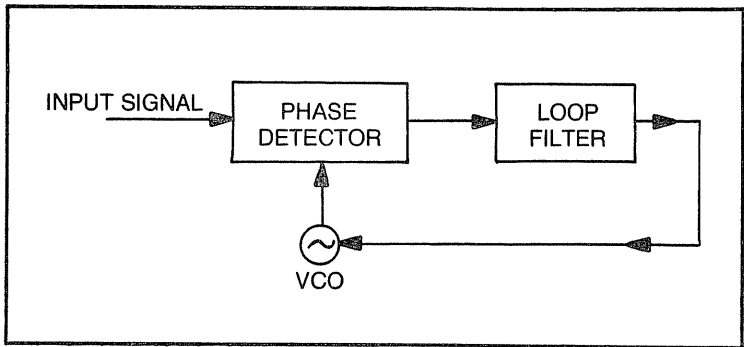 INPUT SIGNAL
PHASE
DETECTOR
LOOP
FILTER
VCO